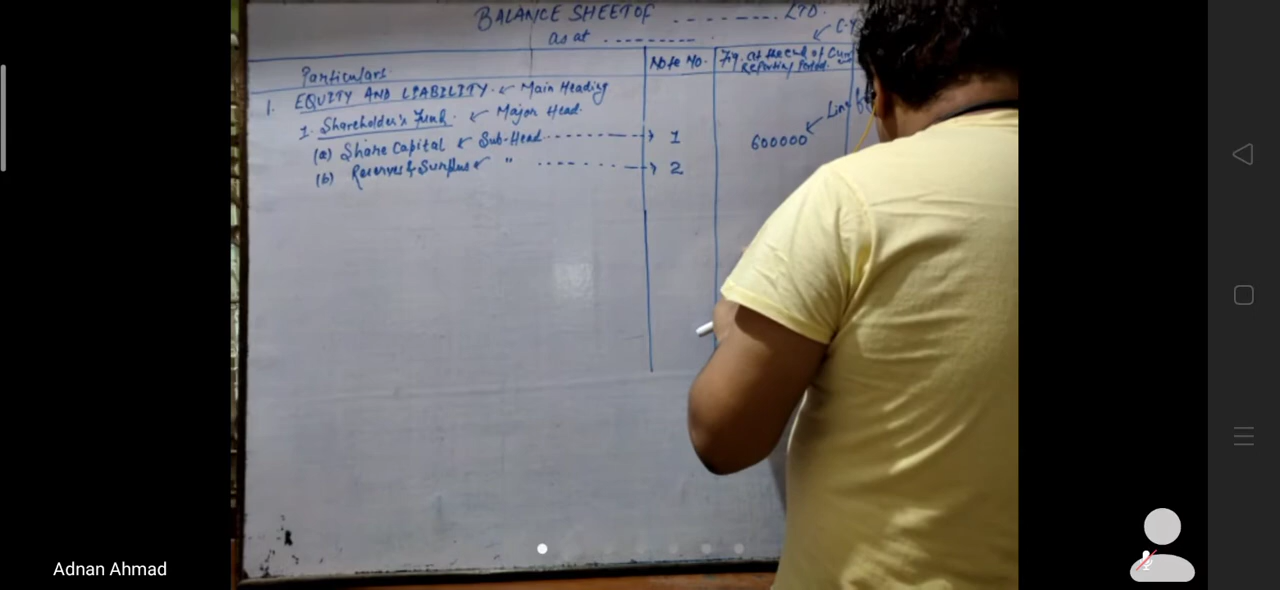 BALANCE SHEET OF ------------ LTD.
as at ------------
C.Y
Particulars
Note No.
Fig. at the end of Curr
Reporting Period.
1. EQUITY AND LIABILITY. ← Main Heading
1. Shareholder's Fund. ← Major Head.
(a) Share Capital ← Sub-Head ------------→ 1
600000
Line
(b) Reserves & Surplus ← " ------------→ 2
Adnan Ahmad